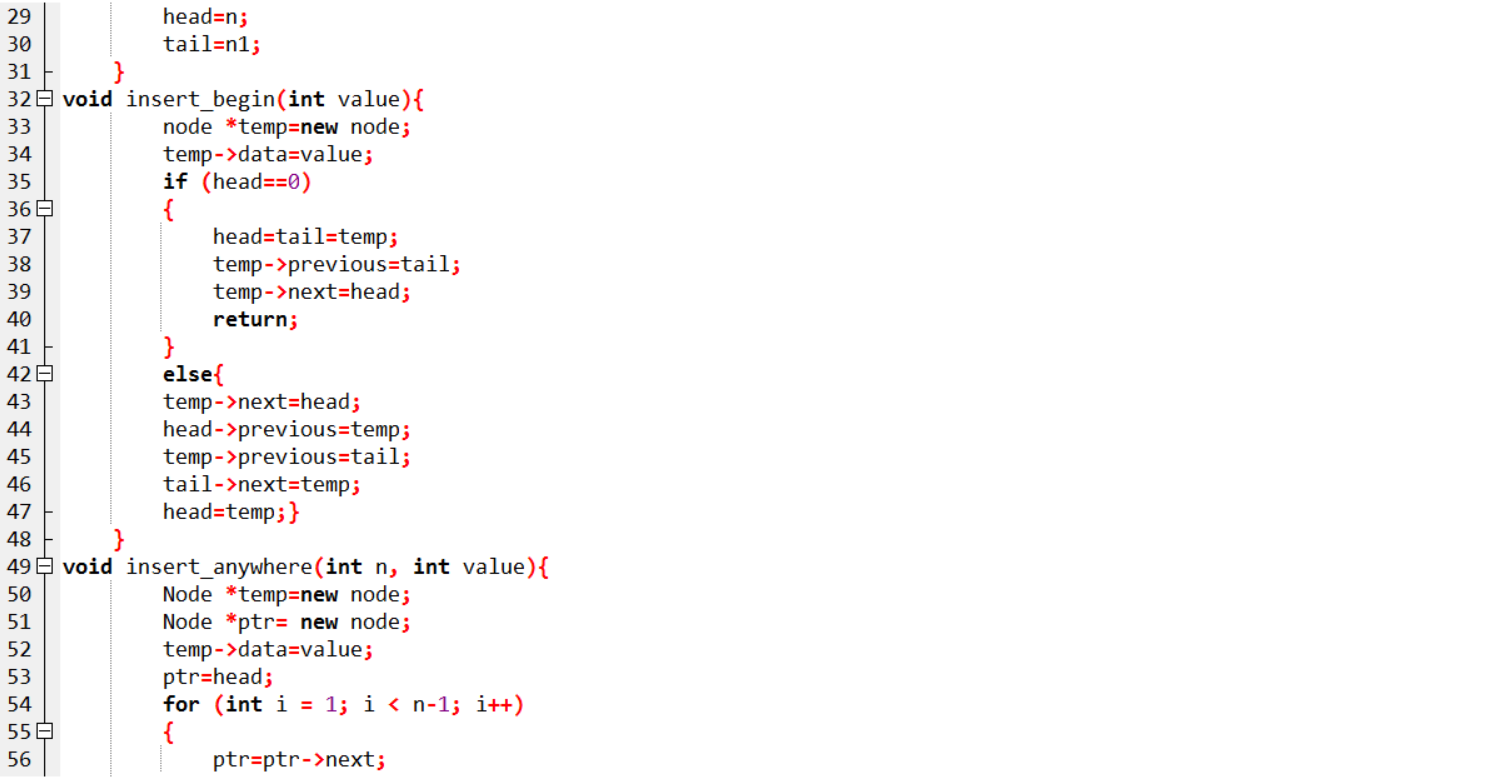 29 head=n;
30 tail=n1;
31 }
32 void insert_begin(int value){
33 node *temp=new node;
34 temp->data=value;
35 if (head==0)
36 {
37 head=tail=temp;
38 temp->previous=tail;
39 temp->next=head;
40 return;
41 }
42 else{
43 temp->next=head;
44 head->previous=temp;
45 temp->previous=tail;
46 tail->next=temp;
47 head=temp;}
48 }
49 void insert_anywhere(int n, int value){
50 Node *temp=new node;
51 Node *ptr= new node;
52 temp->data=value;
53 ptr=head;
54 for (int i = 1; i < n-1; i++)
55 {
56 ptr=ptr->next;